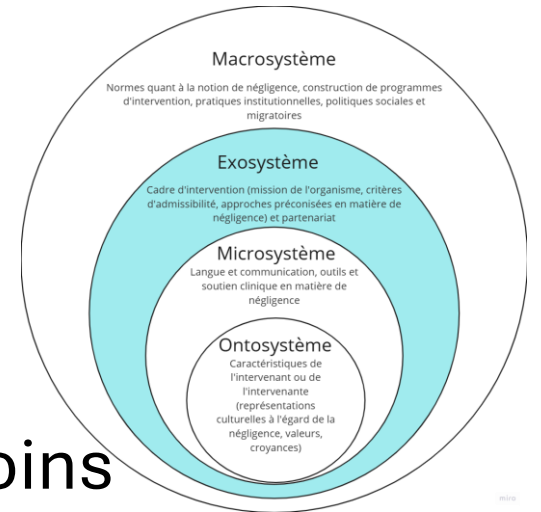 Macrosystème
Normes quant à la notion de négligence, construction de programmes
d'intervention, pratiques institutionnelles, politiques sociales et
migratoires
Exosystème
Cadre d'intervention (mission de l'organisme, critères
d'admissibilité, approches préconisées en matière de
négligence) et partenariat
Microsystème
Langue et communication, outils et
soutien clinique en matière de
négligence
Ontosystème
Caractéristiques de
l'intervenant ou de
l'intervenante
(représentations
culturelles à l'égard de la
négligence, valeurs,
croyances)
oins
miro